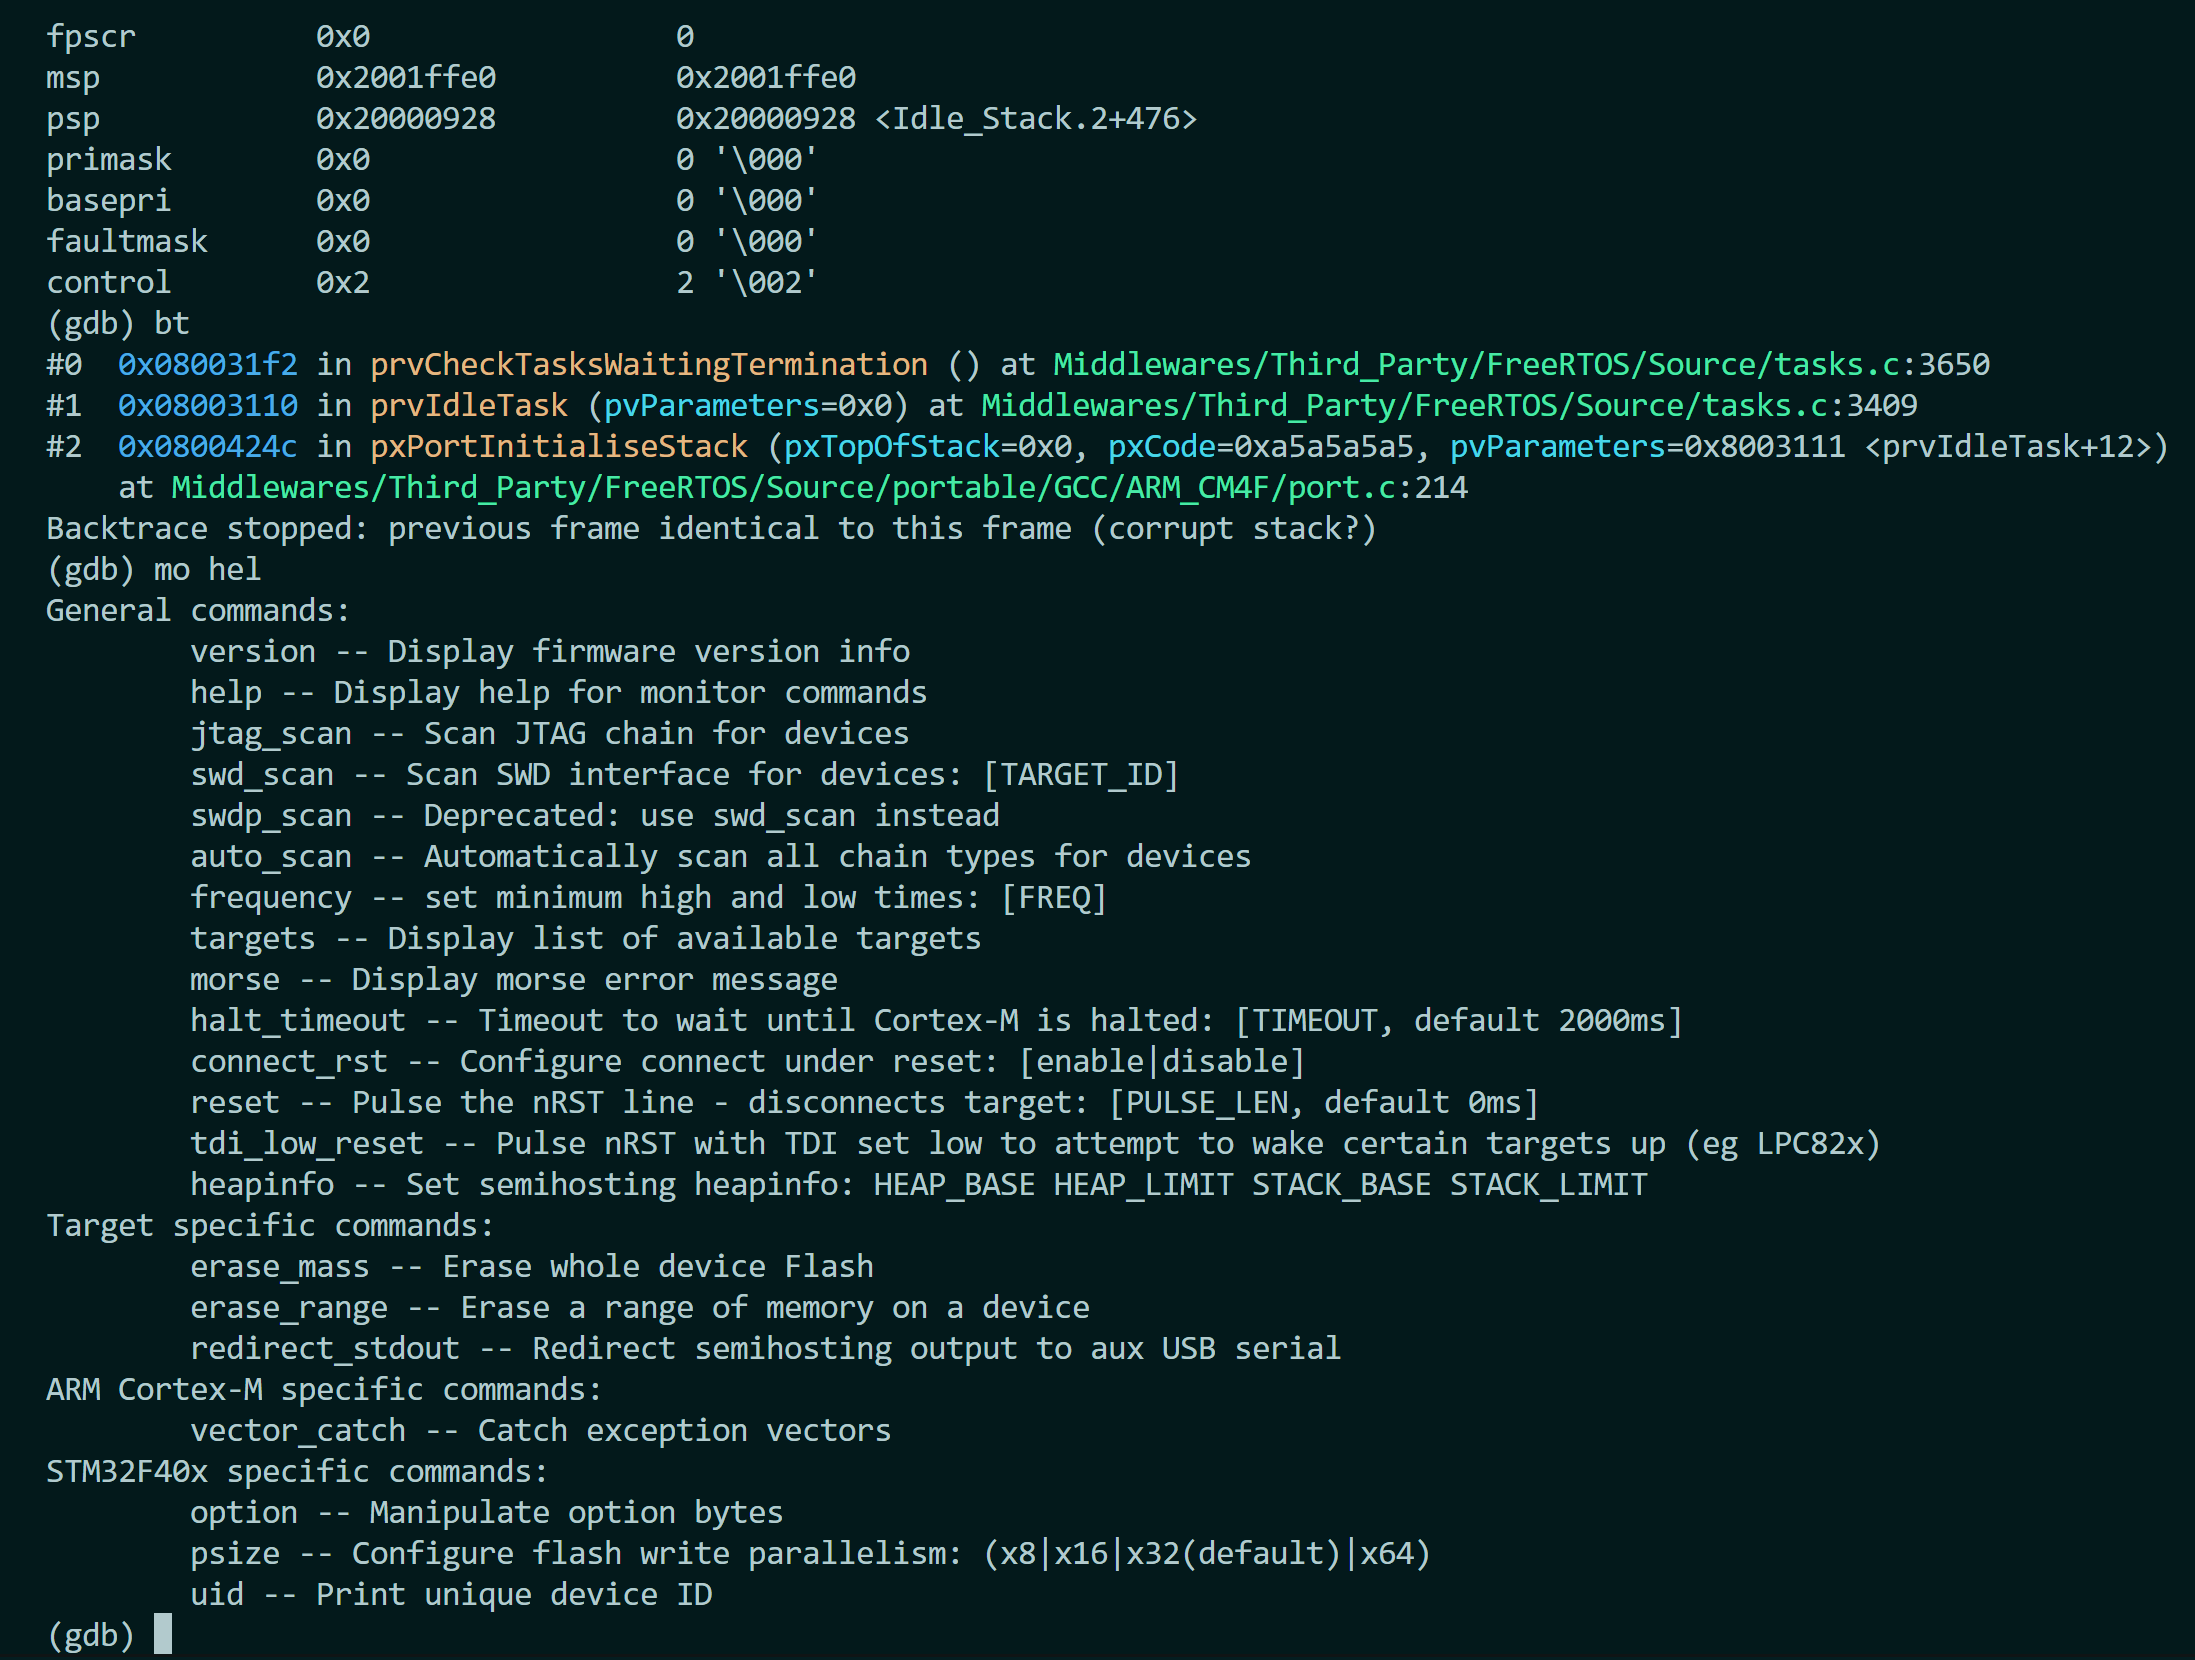 fpscr          0x0                 0
msp            0x2001ffe0          0x2001ffe0
psp            0x20000928          0x20000928 <Idle_Stack.2+476>
primask        0x0                 0 '\000'
basepri        0x0                 0 '\000'
faultmask      0x0                 0 '\000'
control        0x2                 2 '\002'
(gdb) bt
#0  0x080031f2 in prvCheckTasksWaitingTermination () at Middlewares/Third_Party/FreeRTOS/Source/tasks.c:3650
#1  0x08003110 in prvIdleTask (pvParameters=0x0) at Middlewares/Third_Party/FreeRTOS/Source/tasks.c:3409
#2  0x0800424c in pxPortInitialiseStack (pxTopOfStack=0x0, pxCode=0xa5a5a5a5, pvParameters=0x8003111 <prvIdleTask+12>)
    at Middlewares/Third_Party/FreeRTOS/Source/portable/GCC/ARM_CM4F/port.c:214
Backtrace stopped: previous frame identical to this frame (corrupt stack?)
(gdb) mo hel
General commands:
        version -- Display firmware version info
        help -- Display help for monitor commands
        jtag_scan -- Scan JTAG chain for devices
        swd_scan -- Scan SWD interface for devices: [TARGET_ID]
        swdp_scan -- Deprecated: use swd_scan instead
        auto_scan -- Automatically scan all chain types for devices
        frequency -- set minimum high and low times: [FREQ]
        targets -- Display list of available targets
        morse -- Display morse error message
        halt_timeout -- Timeout to wait until Cortex-M is halted: [TIMEOUT, default 2000ms]
        connect_rst -- Configure connect under reset: [enable|disable]
        reset -- Pulse the nRST line - disconnects target: [PULSE_LEN, default 0ms]
        tdi_low_reset -- Pulse nRST with TDI set low to attempt to wake certain targets up (eg LPC82x)
        heapinfo -- Set semihosting heapinfo: HEAP_BASE HEAP_LIMIT STACK_BASE STACK_LIMIT
Target specific commands:
        erase_mass -- Erase whole device Flash
        erase_range -- Erase a range of memory on a device
        redirect_stdout -- Redirect semihosting output to aux USB serial
ARM Cortex-M specific commands:
        vector_catch -- Catch exception vectors
STM32F40x specific commands:
        option -- Manipulate option bytes
        psize -- Configure flash write parallelism: (x8|x16|x32(default)|x64)
        uid -- Print unique device ID
(gdb)